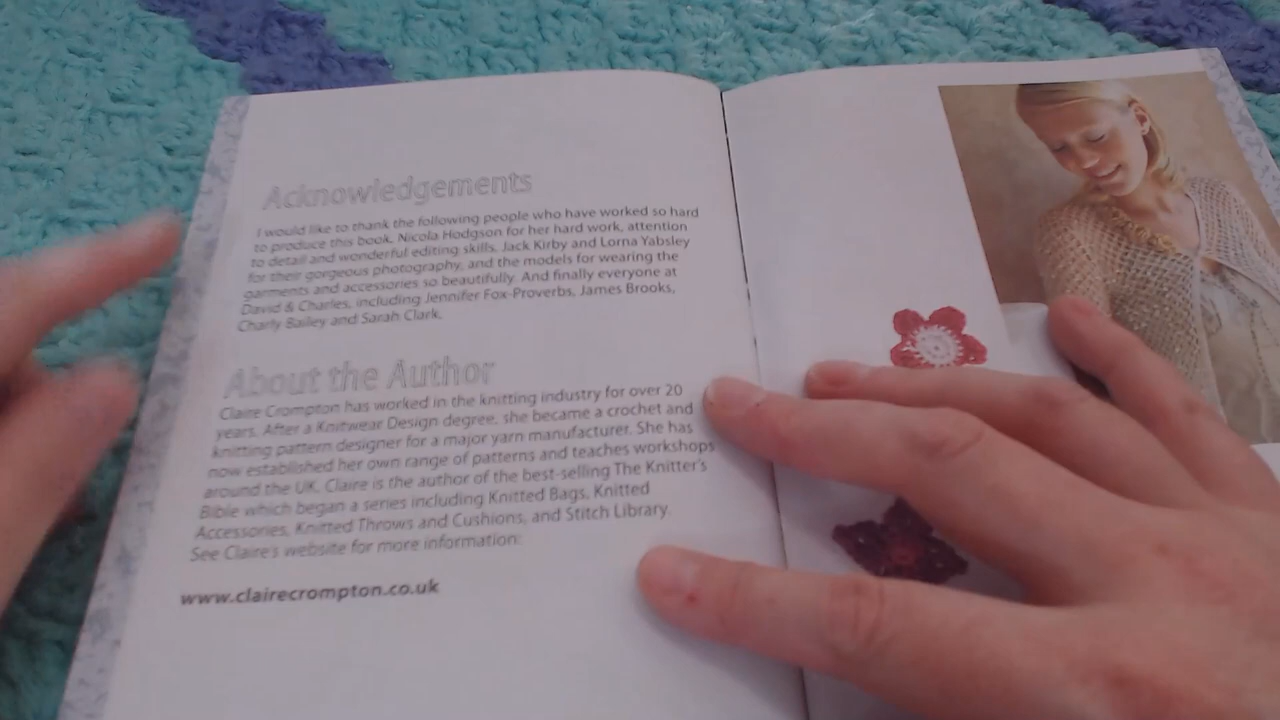 Acknowledgements
I would like to thank the following people who have worked so hard
to produce this book. Nicola Hodgson for her hard work, attention
to detail and wonderful editing skills. Jack Kirby and Lorna Yabsley
for their gorgeous photography, and the models for wearing the
garments and accessories so beautifully. And finally everyone at
David & Charles, including Jennifer Fox-Proverbs, James Brooks,
Charly Bailey and Sarah Clark.
About the Author
Claire Crompton has worked in the knitting industry for over 20
years. After a Knitwear Design degree, she became a crochet and
knitting pattern designer for a major yarn manufacturer. She has
now established her own range of patterns and teaches workshops
around the UK. Claire is the author of the best-selling The Knitter's
Bible which began a series including Knitted Bags, Knitted
Accessories, Knitted Throws and Cushions, and Stitch Library.
See Claire's website for more information:
www.clairecrompton.co.uk